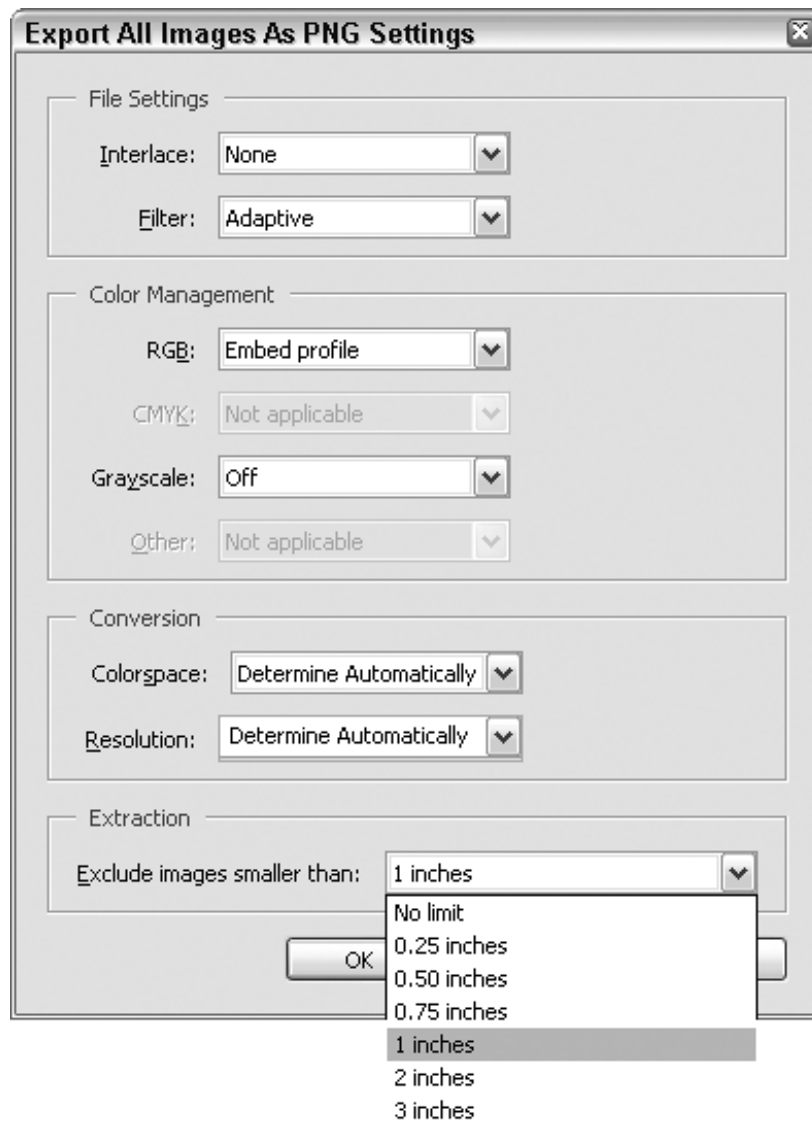 Export All Images As PNG Settings
File Settings
Interlace: None
Filter: Adaptive
Color Management
RGB: Embed profile
CMYK: Not applicable
Grayscale: Off
Other: Not applicable
Conversion
Colorspace: Determine Automatically
Resolution: Determine Automatically
Extraction
Exclude images smaller than: 1 inches
No limit
0.25 inches
OK
0.50 inches
0.75 inches
1 inches
2 inches
3 inches